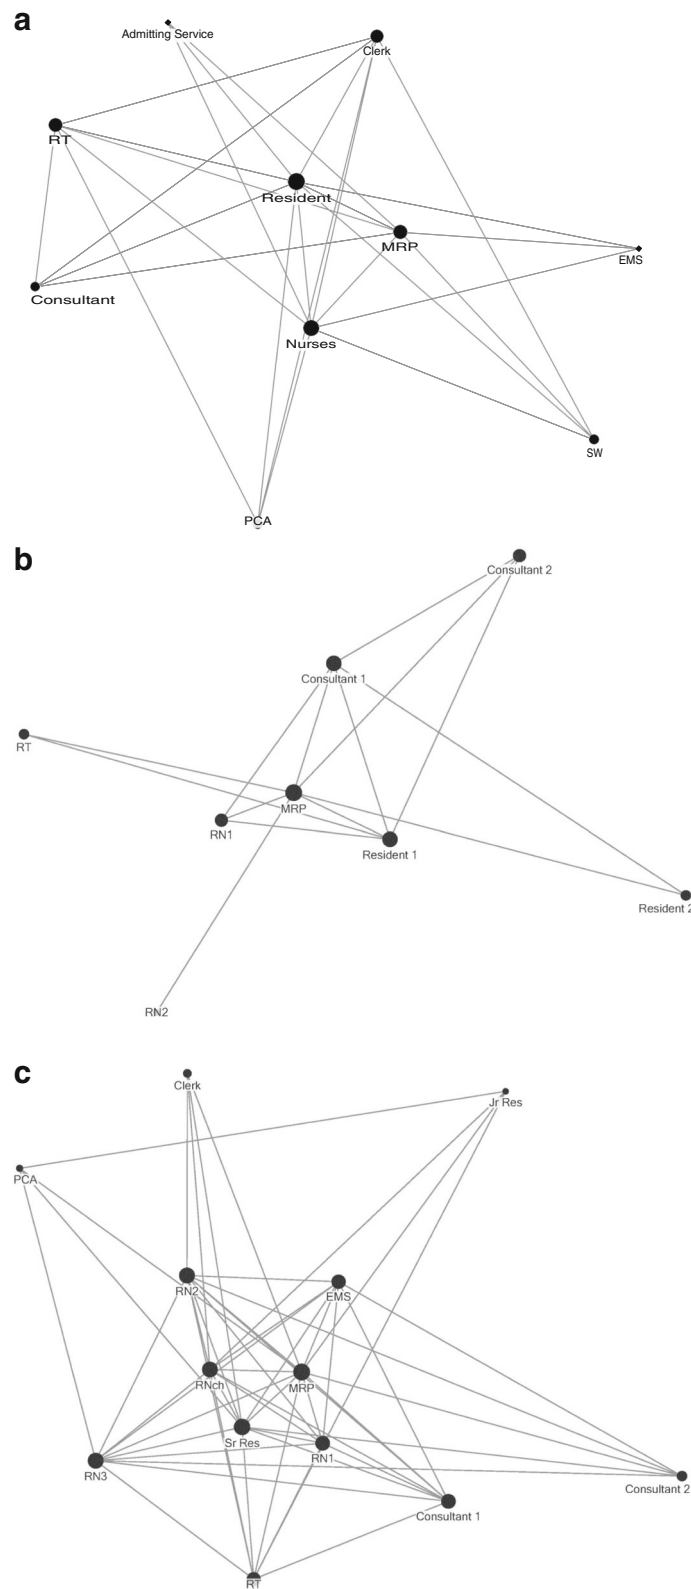 a
Admitting Service
Clerk
RT
Resident
MRP
EMS
Consultant
Nurses
SW
PCA
b
Consultant 2
Consultant 1
RT
MRP
RN1
Resident 1
Resident 2
RN2
c
Clerk
Jr Res
PCA
RN2
EMS
RNch
MRP
Sr Res
RN1
RN3
Consultant 2
Consultant 1
RT